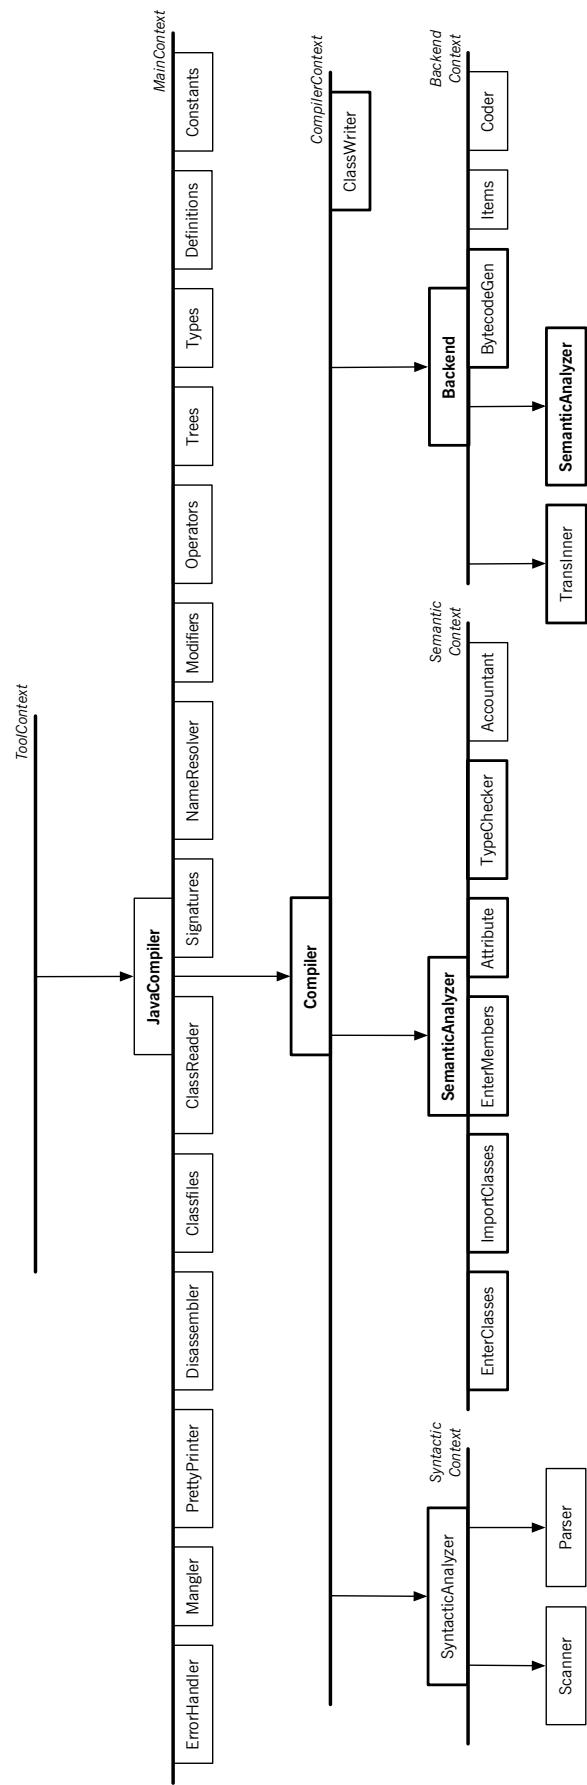 ToolContext
JavaCompiler
MainContext
ErrorHandler
Mangler
PrettyPrinter
Disassembler
Classfiles
ClassReader
Signatures
NameResolver
Modifiers
Operators
Trees
Types
Definitions
Constants
Compiler
CompilerContext
ClassWriter
SyntacticAnalyzer
Syntactic
Context
Scanner
Parser
SemanticAnalyzer
Semantic
Context
EnterClasses
ImportClasses
EnterMembers
Attribute
TypeChecker
Accountant
Backend
Backend
Context
BytecodeGen
Items
Coder
TransInner
SemanticAnalyzer